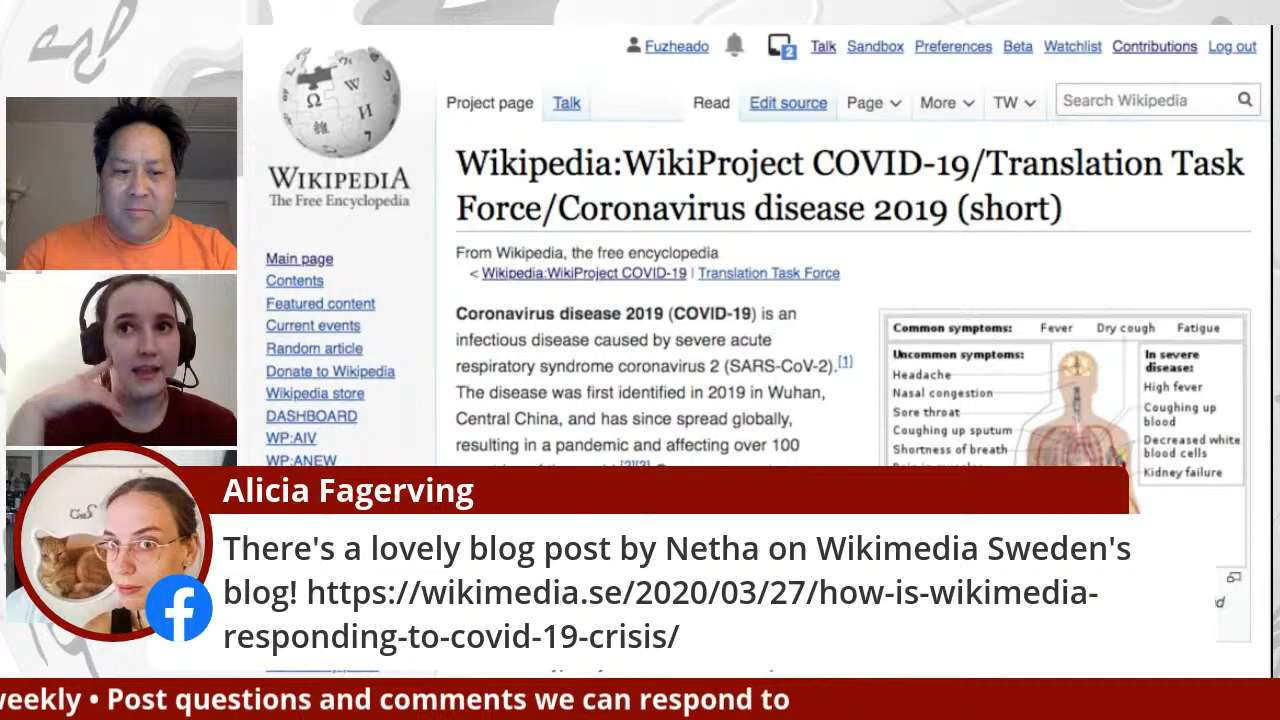 Fuzheado 2 Talk Sandbox Preferences Beta Watchlist Contributions Log out
Project page Talk Read Edit source Page More TW Search Wikipedia
WIKIPEDIA
The Free Encyclopedia
Main page
Contents
Featured content
Current events
Random article
Donate to Wikipedia
Wikipedia store
DASHBOARD
WP:AIV
WP:ANEW
Wikipedia:WikiProject COVID-19/Translation Task
Force/Coronavirus disease 2019 (short)
From Wikipedia, the free encyclopedia
< Wikipedia:WikiProject COVID-19 | Translation Task Force
Coronavirus disease 2019 (COVID-19) is an
infectious disease caused by severe acute
respiratory syndrome coronavirus 2 (SARS-CoV-2).[1]
The disease was first identified in 2019 in Wuhan,
Central China, and has since spread globally,
resulting in a pandemic and affecting over 100
Common symptoms: Fever Dry cough Fatigue
Uncommon symptoms:
Headache
Nasal congestion
Sore throat
Coughing up sputum
Shortness of breath
In severe
disease:
High fever
Coughing up
blood
Decreased white
blood cells
Kidney failure
Alicia Fagerving
There's a lovely blog post by Netha on Wikimedia Sweden's
blog! https://wikimedia.se/2020/03/27/how-is-wikimedia-
responding-to-covid-19-crisis/
weekly • Post questions and comments we can respond to